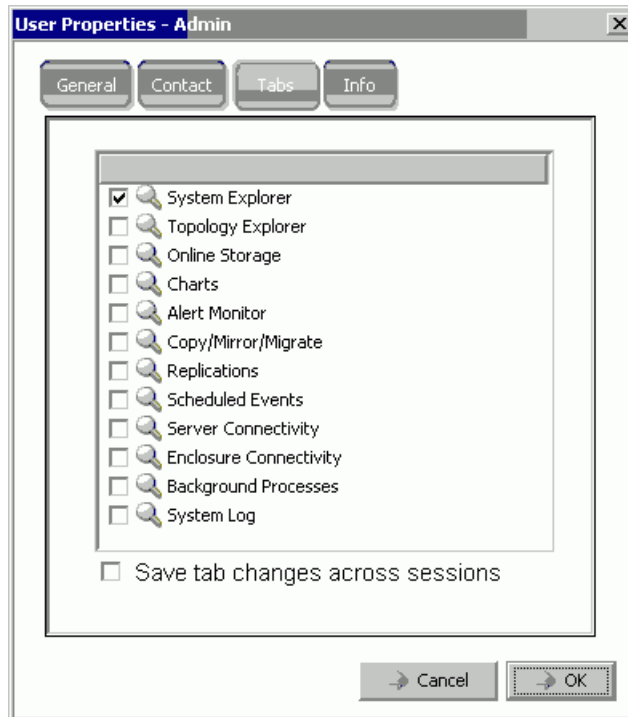 User Properties - Admin
General Contact Tabs Info
System Explorer
Topology Explorer
Online Storage
Charts
Alert Monitor
Copy/Mirror/Migrate
Replications
Scheduled Events
Server Connectivity
Enclosure Connectivity
Background Processes
System Log
Save tab changes across sessions
Cancel OK